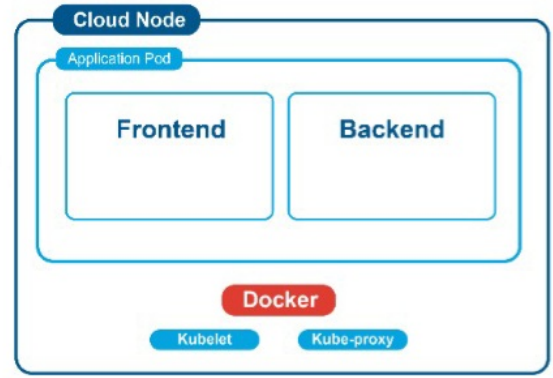 Cloud Node
Application Pod
Frontend
Backend
Docker
Kubelet
Kube-proxy